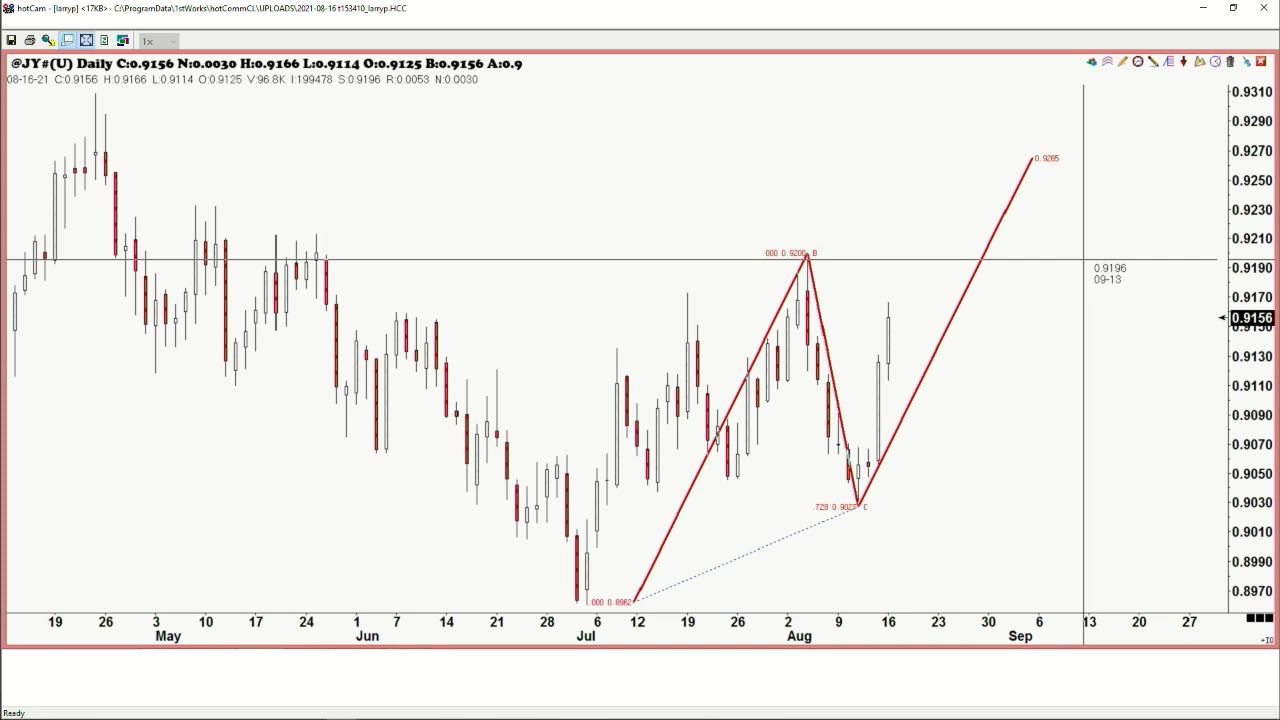 hotCam - [larryp] <17KB> - C:\ProgramData\1stWorks\hotCommCL\UPLOADS\2021-08-16 t153410_larryp.HCC
1x
@JY#(U) Daily C:0.9156 N:0.0030 H:0.9166 L:0.9114 O:0.9125 B:0.9156 A:0.9
08-16-21 C:0.9156 H:0.9166 L:0.9114 O:0.9125 V:96.8K I:199478 S:0.9196 R:0.0053 N:0.0030
0.9310
0.9290
0.9270
0.9265
0.9250
0.9230
0.9210
.000 0.9200 B
0.9196
0.9190
09-13
0.9170
0.9156
0.9150
0.9130
0.9110
0.9090
0.9070
0.9050
0.9030
.728 0.9027 C
0.9010
0.8990
0.8970
.000 0.8962
19 26 3 10 17 24 1 7 14 21 28 6 12 19 26 2 9 16 23 30 6 13 20 27
May Jun Jul Aug Sep
Ready